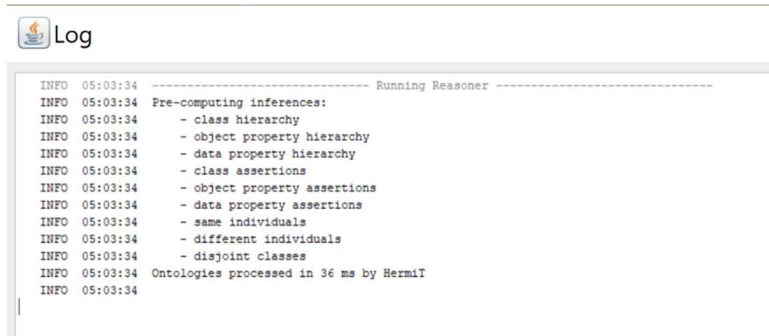 Log
INFO 05:03:34 ------------------------------- Running Reasoner -------------------------------
INFO 05:03:34 Pre-computing inferences:
INFO 05:03:34 - class hierarchy
INFO 05:03:34 - object property hierarchy
INFO 05:03:34 - data property hierarchy
INFO 05:03:34 - class assertions
INFO 05:03:34 - object property assertions
INFO 05:03:34 - data property assertions
INFO 05:03:34 - same individuals
INFO 05:03:34 - different individuals
INFO 05:03:34 - disjoint classes
INFO 05:03:34 Ontologies processed in 36 ms by HermiT
INFO 05:03:34